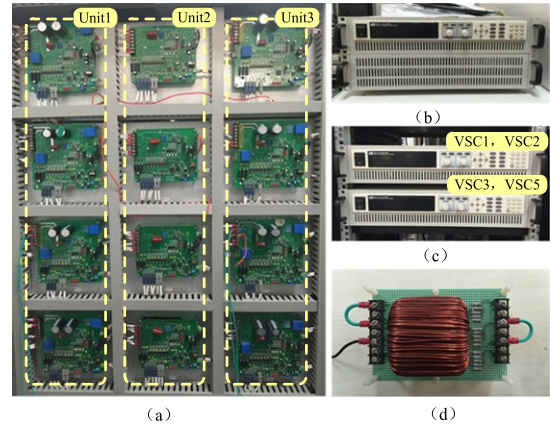 Unit1
Unit2
Unit3
(b)
VSC1，VSC2
VSC3，VSC5
(c)
(a)
(d)